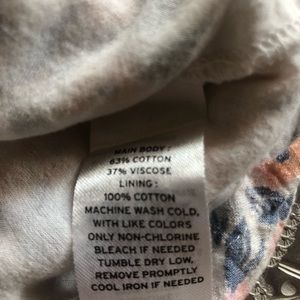 MAIN BODY :
63% COTTON
37% VISCOSE
LINING :
100% COTTON
MACHINE WASH COLD,
WITH LIKE COLORS
ONLY NON-CHLORINE
BLEACH IF NEEDED
TUMBLE DRY LOW,
REMOVE PROMPTLY
COOL IRON IF NEEDED